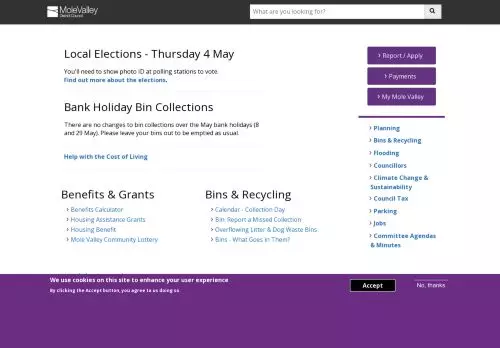 MoleValley
District Council
What are you looking for?
Local Elections - Thursday 4 May
You'll need to show photo ID at polling stations to vote.
Find out more about the elections.
Bank Holiday Bin Collections
There are no changes to bin collections over the May bank holidays (8
and 29 May). Please leave your bins out to be emptied as usual.
Help with the Cost of Living
Report / Apply
Payments
My Mole Valley
Planning
Bins & Recycling
Flooding
Councillors
Climate Change &
Sustainability
Council Tax
Parking
Jobs
Committee Agendas
& Minutes
Benefits & Grants
Benefits Calculator
Housing Assistance Grants
Housing Benefit
Mole Valley Community Lottery
Bins & Recycling
Calendar - Collection Day
Bin: Report a Missed Collection
Overflowing Litter & Dog Waste Bins
Bins - What Goes in Them?
We use cookies on this site to enhance your user experience
By clicking the Accept button, you agree to us doing so.
Accept
No, thanks